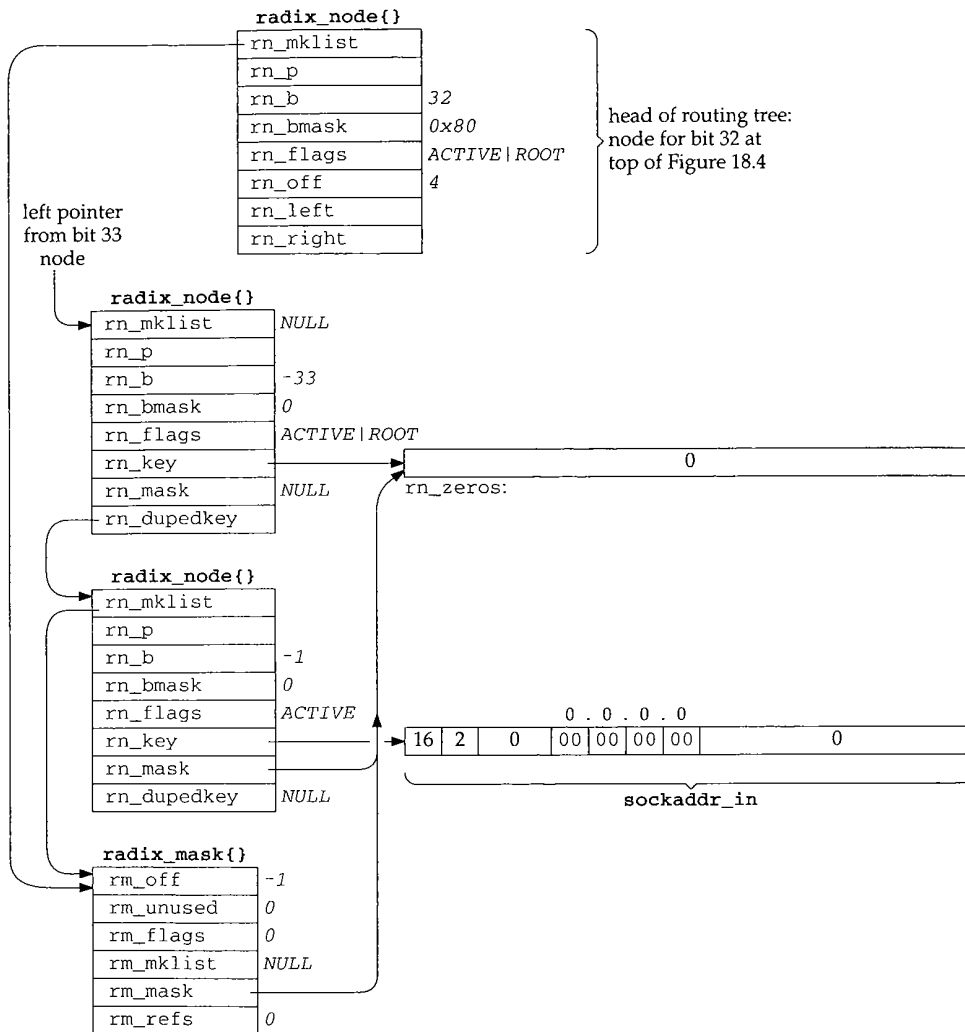 radix_node{}
rn_mklist
rn_p
rn_b 32
rn_bmask 0x80
rn_flags ACTIVE|ROOT
rn_off 4
rn_left
rn_right
head of routing tree:
node for bit 32 at
top of Figure 18.4
left pointer
from bit 33
node
radix_node{}
rn_mklist NULL
rn_p
rn_b -33
rn_bmask 0
rn_flags ACTIVE|ROOT
rn_key
rn_mask NULL
rn_dupedkey
0
rn_zeros:
radix_node{}
rn_mklist
rn_p
rn_b -1
rn_bmask 0
rn_flags ACTIVE
rn_key
rn_mask
rn_dupedkey NULL
0 . 0 . 0 . 0
16 2 0 00 00 00 00 0
sockaddr_in
radix_mask{}
rm_off -1
rm_unused 0
rm_flags 0
rm_mklist NULL
rm_mask
rm_refs 0